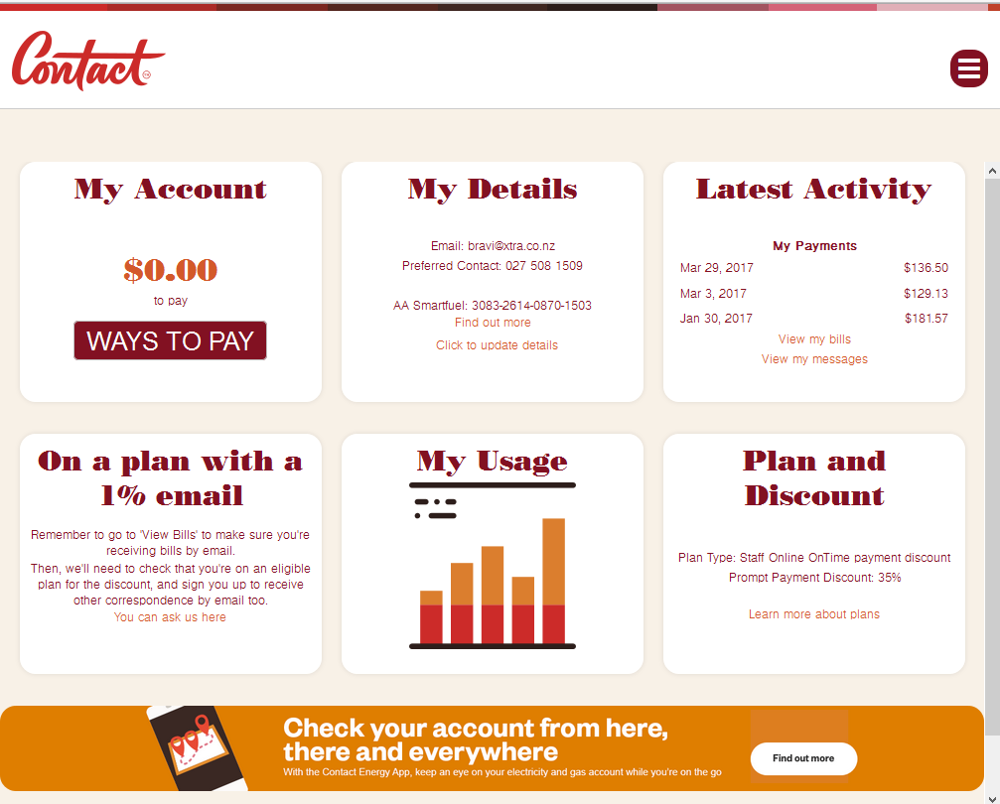 Contact
My Account
$0.00
to pay
WAYS TO PAY
My Details
Email: bravi@xtra.co.nz
Preferred Contact: 027 508 1509
AA Smartfuel: 3083-2614-0870-1503
Find out more
Click to update details
Latest Activity
My Payments
Mar 29, 2017 $136.50
Mar 3, 2017 $129.13
Jan 30, 2017 $181.57
View my bills
View my messages
On a plan with a
1% email
Remember to go to 'View Bills' to make sure you're
receiving bills by email.
Then, we'll need to check that you're on an eligible
plan for the discount, and sign you up to receive
other correspondence by email too.
You can ask us here
My Usage
Plan and
Discount
Plan Type: Staff Online OnTime payment discount
Prompt Payment Discount: 35%
Learn more about plans
Check your account from here,
there and everywhere
With the Contact Energy App, keep an eye on your electricity and gas account while you're on the go
Find out more